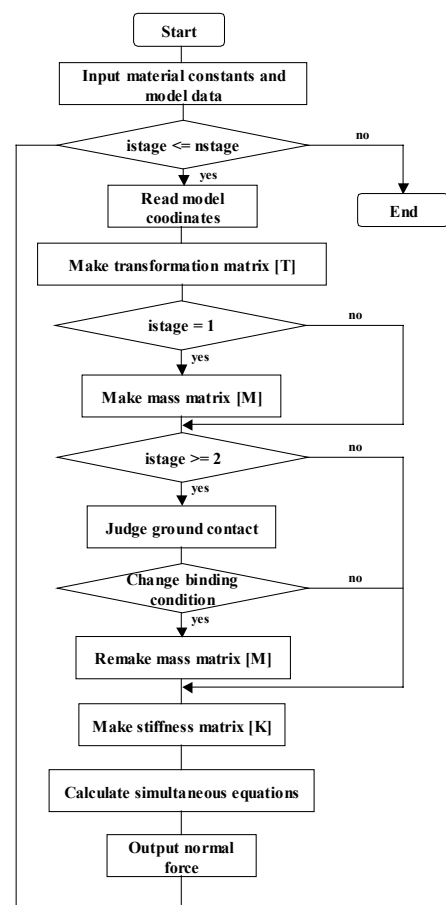 Start
Input material constants and
model data
istage <= nstage
no
yes
Read model
coodinates
End
Make transformation matrix [T]
istage = 1
no
yes
Make mass matrix [M]
istage >= 2
no
yes
Judge ground contact
Change binding
condition
no
yes
Remake mass matrix [M]
Make stiffness matrix [K]
Calculate simultaneous equations
Output normal
force